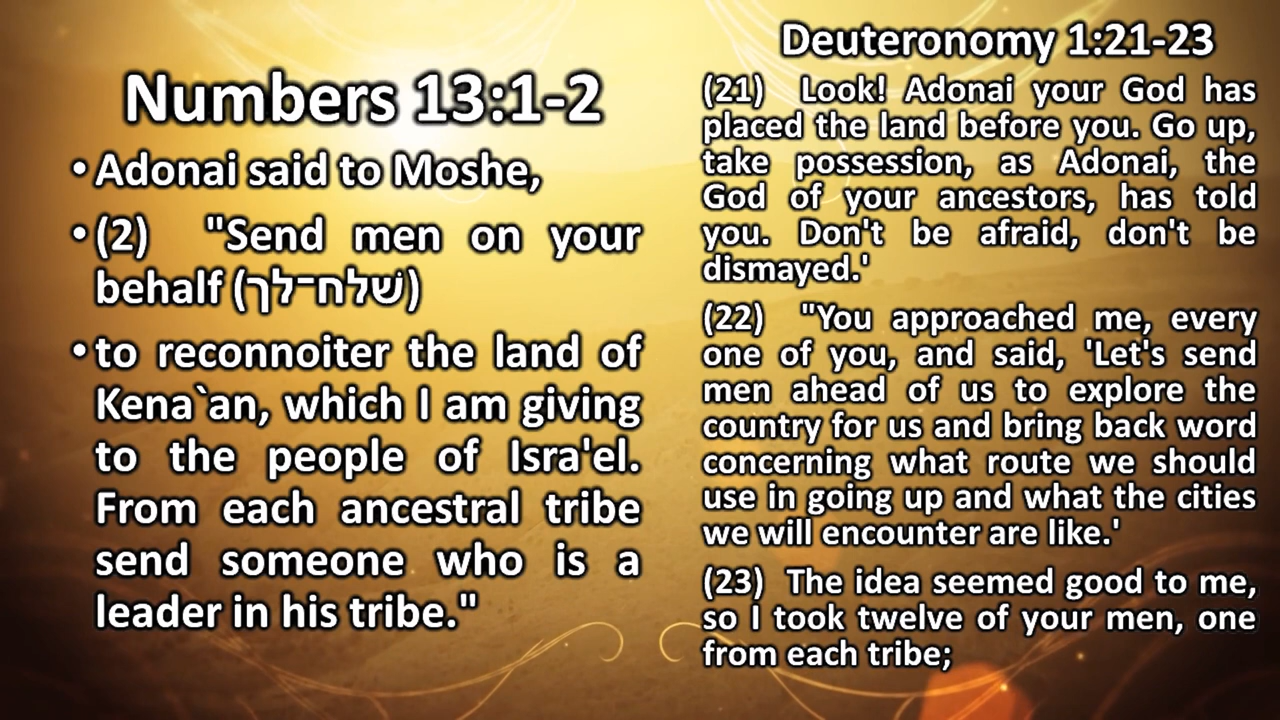 Numbers 13:1-2
• Adonai said to Moshe,
• (2) "Send men on your
behalf (שׁלח־לך)
• to reconnoiter the land of
Kena`an, which I am giving
to the people of Isra'el.
From each ancestral tribe
send someone who is a
leader in his tribe."
Deuteronomy 1:21-23
(21) Look! Adonai your God has
placed the land before you. Go up,
take possession, as Adonai, the
God of your ancestors, has told
you. Don't be afraid, don't be
dismayed.'
(22) "You approached me, every
one of you, and said, 'Let's send
men ahead of us to explore the
country for us and bring back word
concerning what route we should
use in going up and what the cities
we will encounter are like.'
(23) The idea seemed good to me,
so I took twelve of your men, one
from each tribe;